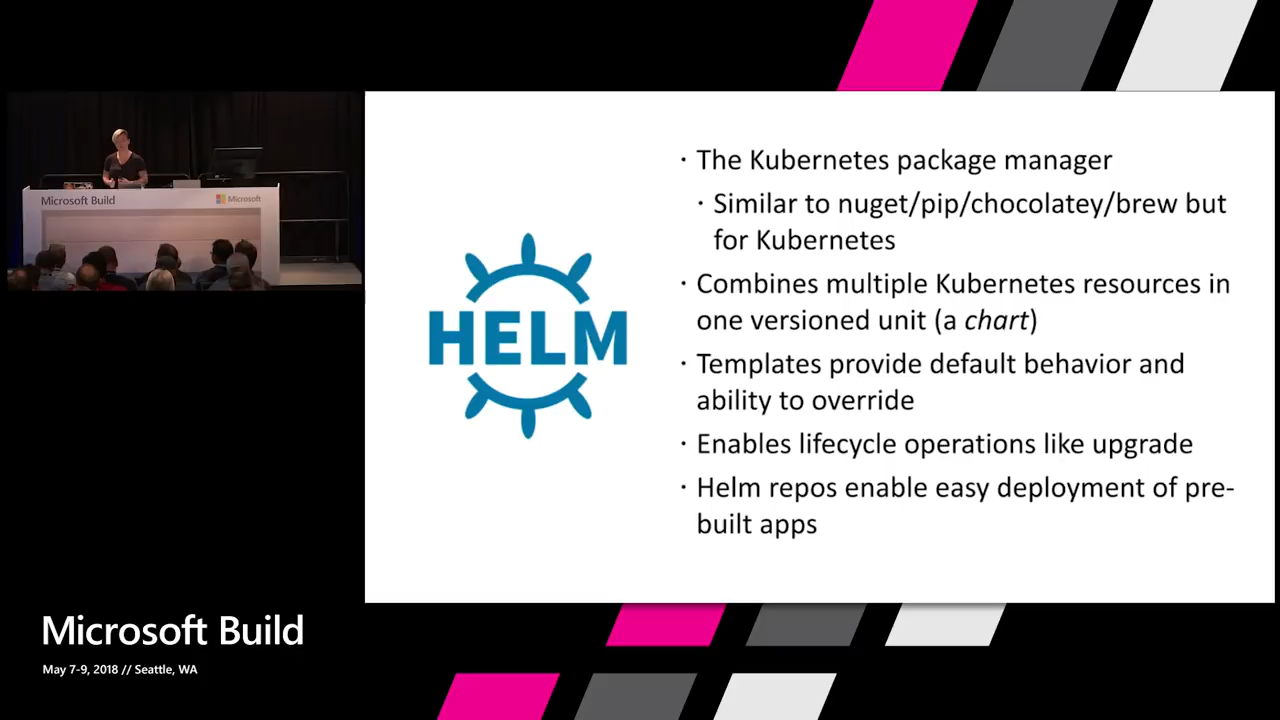 Microsoft Build
Microsoft
HELM
· The Kubernetes package manager
· Similar to nuget/pip/chocolatey/brew but
for Kubernetes
· Combines multiple Kubernetes resources in
one versioned unit (a chart)
· Templates provide default behavior and
ability to override
· Enables lifecycle operations like upgrade
· Helm repos enable easy deployment of pre-
built apps
Microsoft Build
May 7-9, 2018 // Seattle, WA